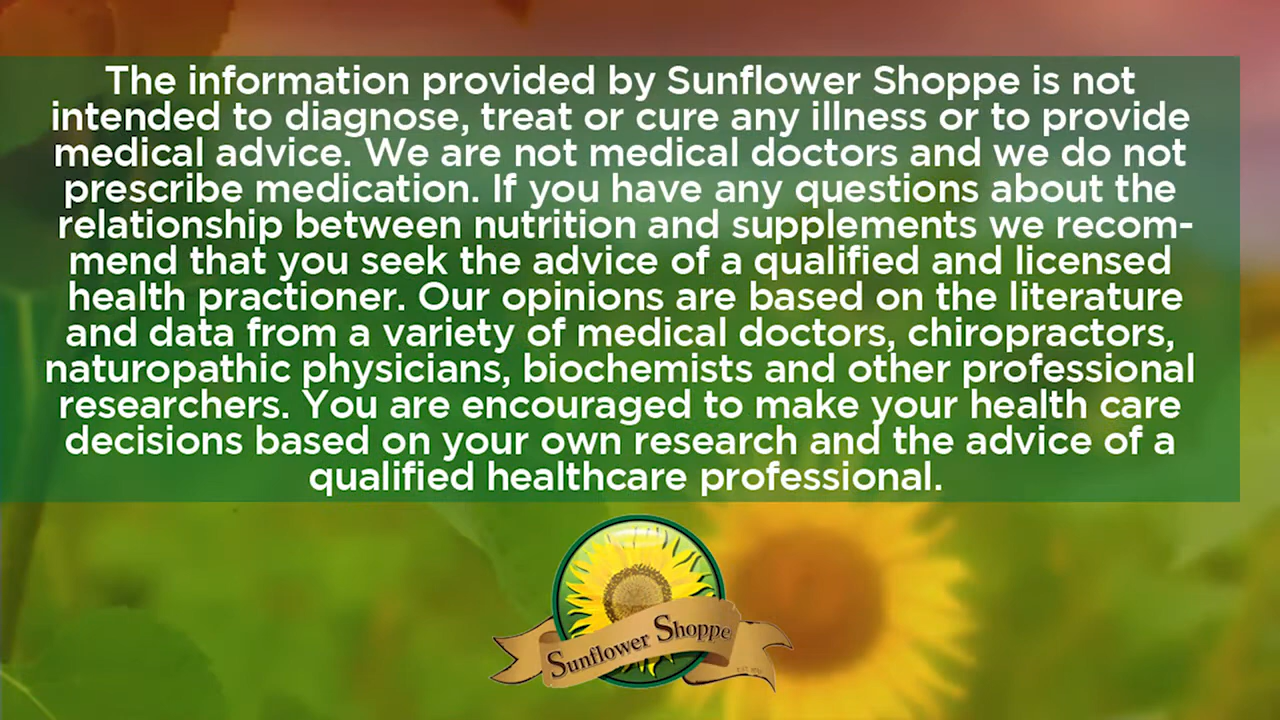 The information provided by Sunflower Shoppe is not
intended to diagnose, treat or cure any illness or to provide
medical advice. We are not medical doctors and we do not
prescribe medication. If you have any questions about the
relationship between nutrition and supplements we recom-
mend that you seek the advice of a qualified and licensed
health practioner. Our opinions are based on the literature
and data from a variety of medical doctors, chiropractors,
naturopathic physicians, biochemists and other professional
researchers. You are encouraged to make your health care
decisions based on your own research and the advice of a
qualified healthcare professional.
Sunflower Shoppe